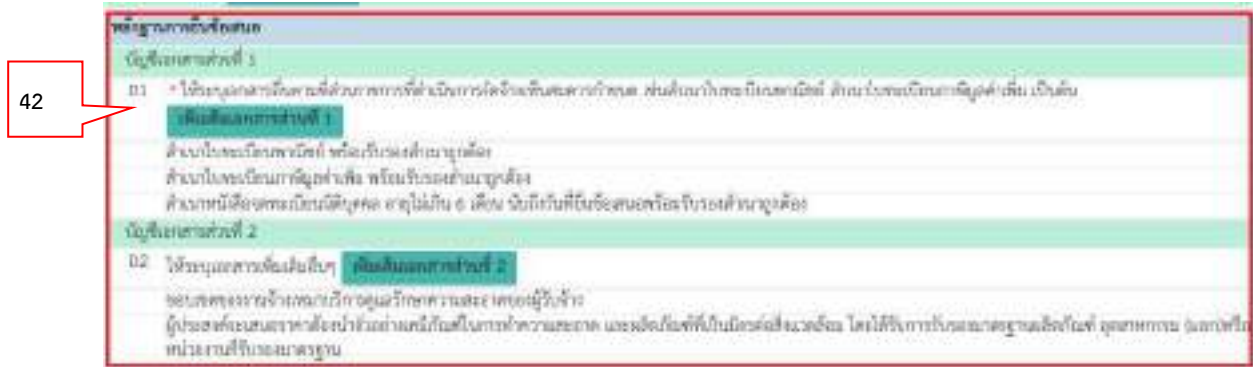 หลักฐานการยื่นข้อเสนอ
บัญชีเอกสารส่วนที่ 1
42
D1 * ให้ระบุเอกสารอื่นตามที่ส่วนราชการที่ดำเนินการจัดจ้างเห็นสมควรกำหนด เช่นสำเนาใบทะเบียนพาณิชย์ สำเนาใบทะเบียนภาษีมูลค่าเพิ่ม เป็นต้น
เพิ่มเติมเอกสารส่วนที่ 1
สำเนาใบทะเบียนพาณิชย์ พร้อมรับรองสำเนาถูกต้อง
สำเนาใบทะเบียนภาษีมูลค่าเพิ่ม พร้อมรับรองสำเนาถูกต้อง
สำเนาหนังสือจดทะเบียนนิติบุคคล อายุไม่เกิน 6 เดือน นับถึงวันที่ยื่นข้อเสนอพร้อมรับรองสำเนาถูกต้อง
บัญชีเอกสารส่วนที่ 2
D2 ให้ระบุเอกสารเพิ่มเติมอื่นๆ เพิ่มเติมเอกสารส่วนที่ 2
ขอบเขตของงานจ้างเหมาบริการดูแลรักษาความสะอาดของผู้รับจ้าง
ผู้ประสงค์จะเสนอราคาต้องนำตัวอย่างเคมีภัณฑ์ในการทำความสะอาด และผลิตภัณฑ์ที่เป็นมิตรต่อสิ่งแวดล้อม โดยได้รับการรับรองมาตรฐานผลิตภัณฑ์ อุตสาหกรรม (มอก)หรือ
หน่วยงานที่รับรองมาตรฐาน